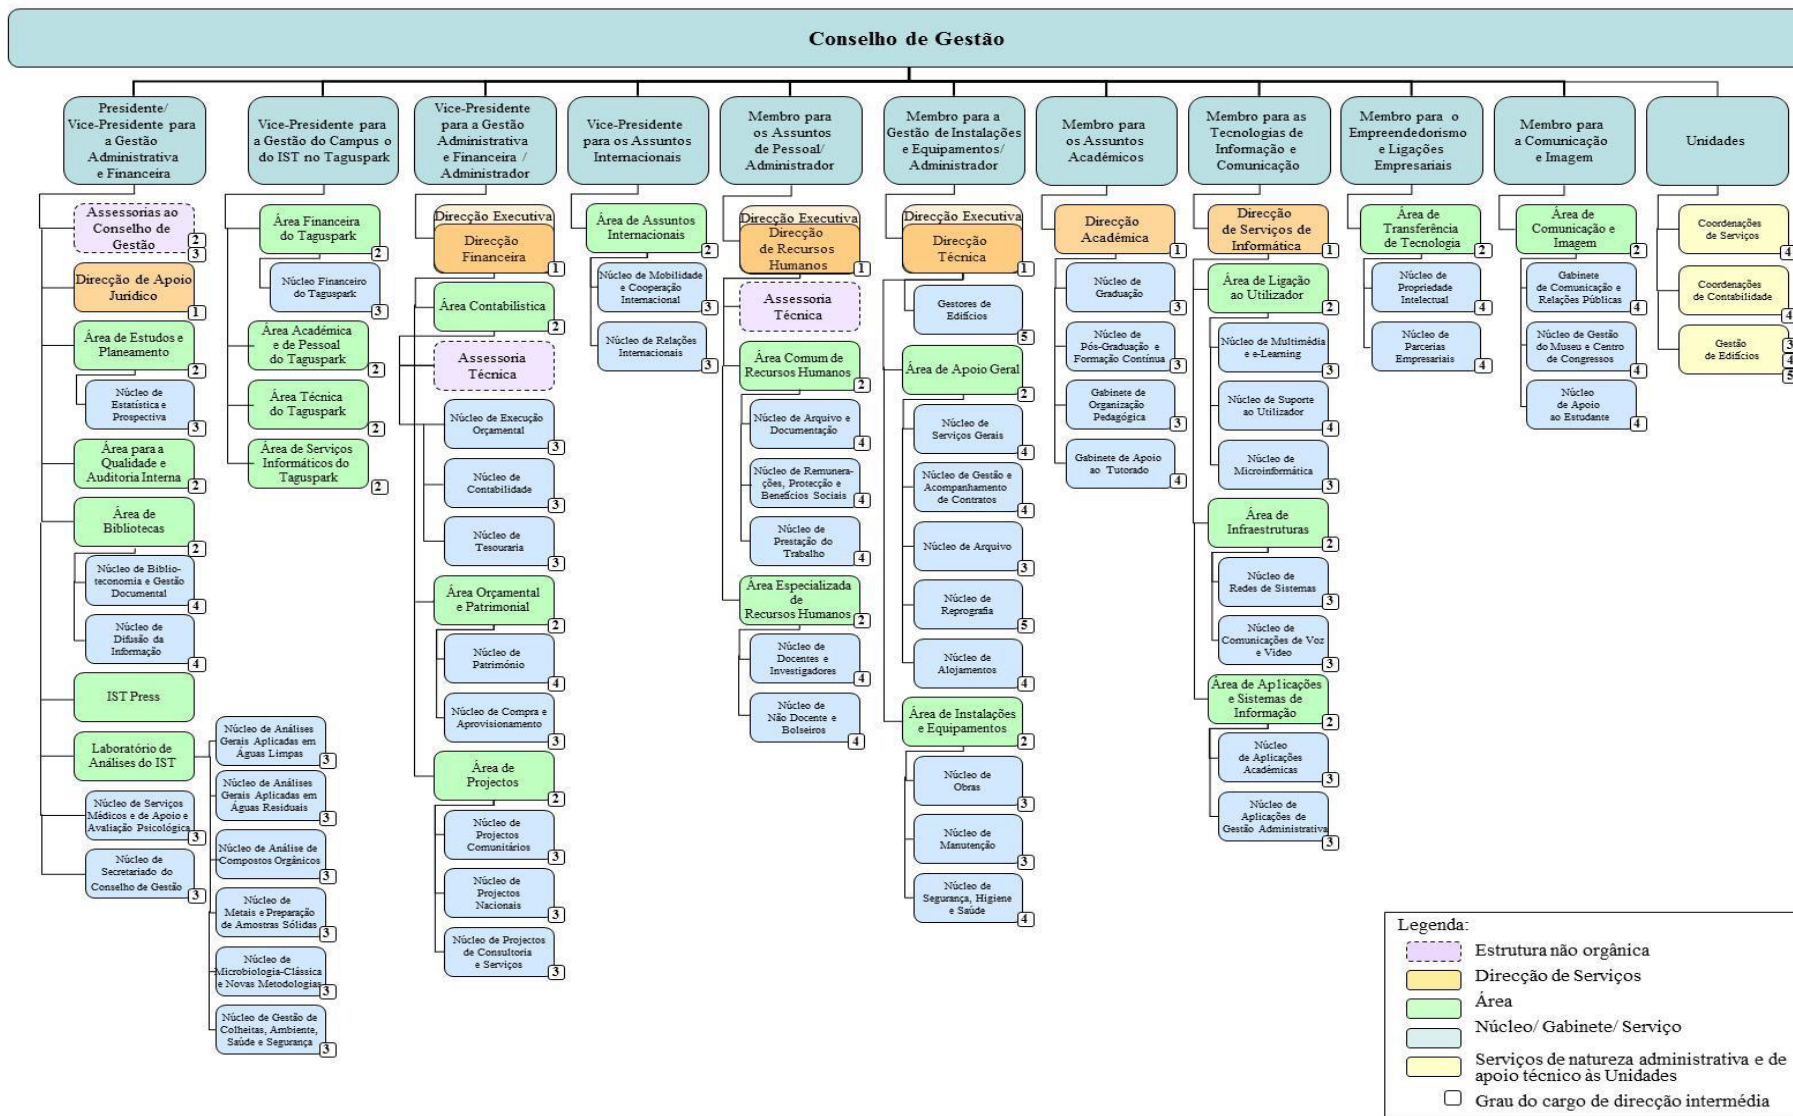 Conselho de Gestão
Presidente/
Vice-Presidente para
a Gestão
Administrativa
e Financeira
Assessorias ao
Conselho de
Gestão
2
3
Direcção de Apoio
Jurídico
1
Área de Estudos e
Planeamento
2
Núcleo de
Estatística e
Prospectiva
3
Área para a
Qualidade e
Auditoria Interna
2
Área de
Bibliotecas
2
Núcleo de Biblio-
teconomia e Gestão
Documental
4
Núcleo de
Difusão da
Informação
4
IST Press
Laboratório de
Análises do IST
Núcleo de Análises
Gerais Aplicadas em
Águas Limpas
3
Núcleo de Análises
Gerais Aplicadas em
Águas Residuais
3
Núcleo de Análise de
Compostos Orgânicos
3
Núcleo de
Metais e Preparação
de Amostras Sólidas
3
Núcleo de
Microbiologia-Clássica
e Novas Metodologias
3
Núcleo de Gestão de
Colheitas, Ambiente,
Saúde e Segurança
3
Núcleo de Serviços
Médicos e de Apoio e
Avaliação Psicológica
3
Núcleo de
Secretariado do
Conselho de Gestão
3
Vice-Presidente para
a Gestão do Campus o
do IST no Taguspark
Área Financeira
do Taguspark
2
Núcleo Financeiro
do Taguspark
3
Área Académica
e de Pessoal
do Taguspark
2
Área Técnica
do Taguspark
2
Área de Serviços
Informáticos do
Taguspark
2
Vice-Presidente
para a Gestão
Administrativa
e Financeira /
Administrador
Direcção Executiva
Direcção
Financeira
1
Área Contabilística
2
Assessoria
Técnica
Núcleo de Execução
Orçamental
3
Núcleo de
Contabilidade
3
Núcleo de
Tesouraria
3
Área Orçamental
e Patrimonial
2
Núcleo de
Património
4
Núcleo de Compra e
Aprovisionamento
3
Área de
Projectos
2
Núcleo de
Projectos
Comunitários
3
Núcleo de
Projectos
Nacionais
3
Núcleo de Projectos
de Consultoria
e Serviços
3
Vice-Presidente
para os Assuntos
Internacionais
Área de Assuntos
Internacionais
2
Núcleo de Mobilidade
e Cooperação
Internacional
3
Núcleo de Relações
Internacionais
3
Membro para
os Assuntos
de Pessoal/
Administrador
Direcção Executiva
Direcção
de Recursos
Humanos
1
Assessoria
Técnica
Área Comum de
Recursos Humanos
2
Núcleo de Arquivo e
Documentação
4
Núcleo de Remunera-
ções, Protecção e
Benefícios Sociais
4
Núcleo de
Prestação do
Trabalho
4
Área Especializada
de
Recursos Humanos
2
Núcleo de
Docentes e
Investigadores
4
Núcleo de
Não Docente e
Bolseiros
4
Membro para a
Gestão de Instalações
e Equipamentos/
Administrador
Direcção Executiva
Direcção
Técnica
1
Gestores de
Edifícios
5
Área de Apoio Geral
2
Núcleo de
Serviços Gerais
4
Núcleo de Gestão e
Acompanhamento
de Contratos
4
Núcleo de Arquivo
3
Núcleo de
Reprografia
5
Núcleo de
Alojamentos
4
Área de Instalações
e Equipamentos
2
Núcleo de
Obras
3
Núcleo de
Manutenção
3
Núcleo de
Segurança, Higiene
e Saúde
4
Membro para
os Assuntos
Académicos
Direcção
Académica
1
Núcleo de
Graduação
3
Núcleo de
Pós-Graduação e
Formação Contínua
3
Gabinete de
Organização
Pedagógica
3
Gabinete de Apoio
ao Tutorado
4
Membro para as
Tecnologias de
Informação e
Comunicação
Direcção
de Serviços de
Informática
1
Área de Ligação
ao Utilizador
2
Núcleo de Multimédia
e e-Learning
3
Núcleo de Suporte
ao Utilizador
4
Núcleo de
Microinformática
3
Área de
Infraestruturas
2
Núcleo de
Redes de Sistemas
3
Núcleo de
Comunicações de Voz
e Video
3
Área de Aplicações
e Sistemas de
Informação
2
Núcleo
de Aplicações
Académicas
3
Núcleo de
Aplicações de
Gestão Administrativa
3
Membro para o
Empreendedorismo
e Ligações
Empresariais
Área de
Transferência
de Tecnologia
2
Núcleo de
Propriedade
Intelectual
4
Núcleo de
Parcerias
Empresariais
4
Membro para
a Comunicação
e Imagem
Área de
Comunicação e
Imagem
2
Gabinete
de Comunicação e
Relações Públicas
4
Núcleo de Gestão
do Museu e Centro
de Congressos
4
Núcleo
de Apoio
ao Estudante
4
Unidades
Coordenações
de Serviços
4
Coordenações
de Contabilidade
4
Gestão
de Edifícios
3
4
5
Legenda:
Estrutura não orgânica
Direcção de Serviços
Área
Núcleo/ Gabinete/ Serviço
Serviços de natureza administrativa e de
apoio técnico às Unidades
Grau do cargo de direcção intermédia